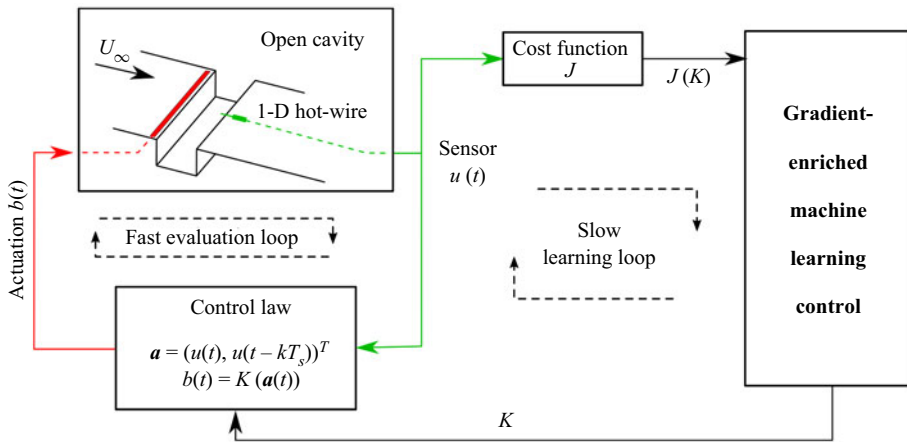 Open cavity
U∞
1-D hot-wire
Cost function
J
J (K)
Gradient-
enriched
machine
learning
control
Sensor
u (t)
Actuation b(t)
Fast evaluation loop
Slow
learning loop
Control law
a = (u(t), u(t − kTₛ))ᵀ
b(t) = K (a(t))
K